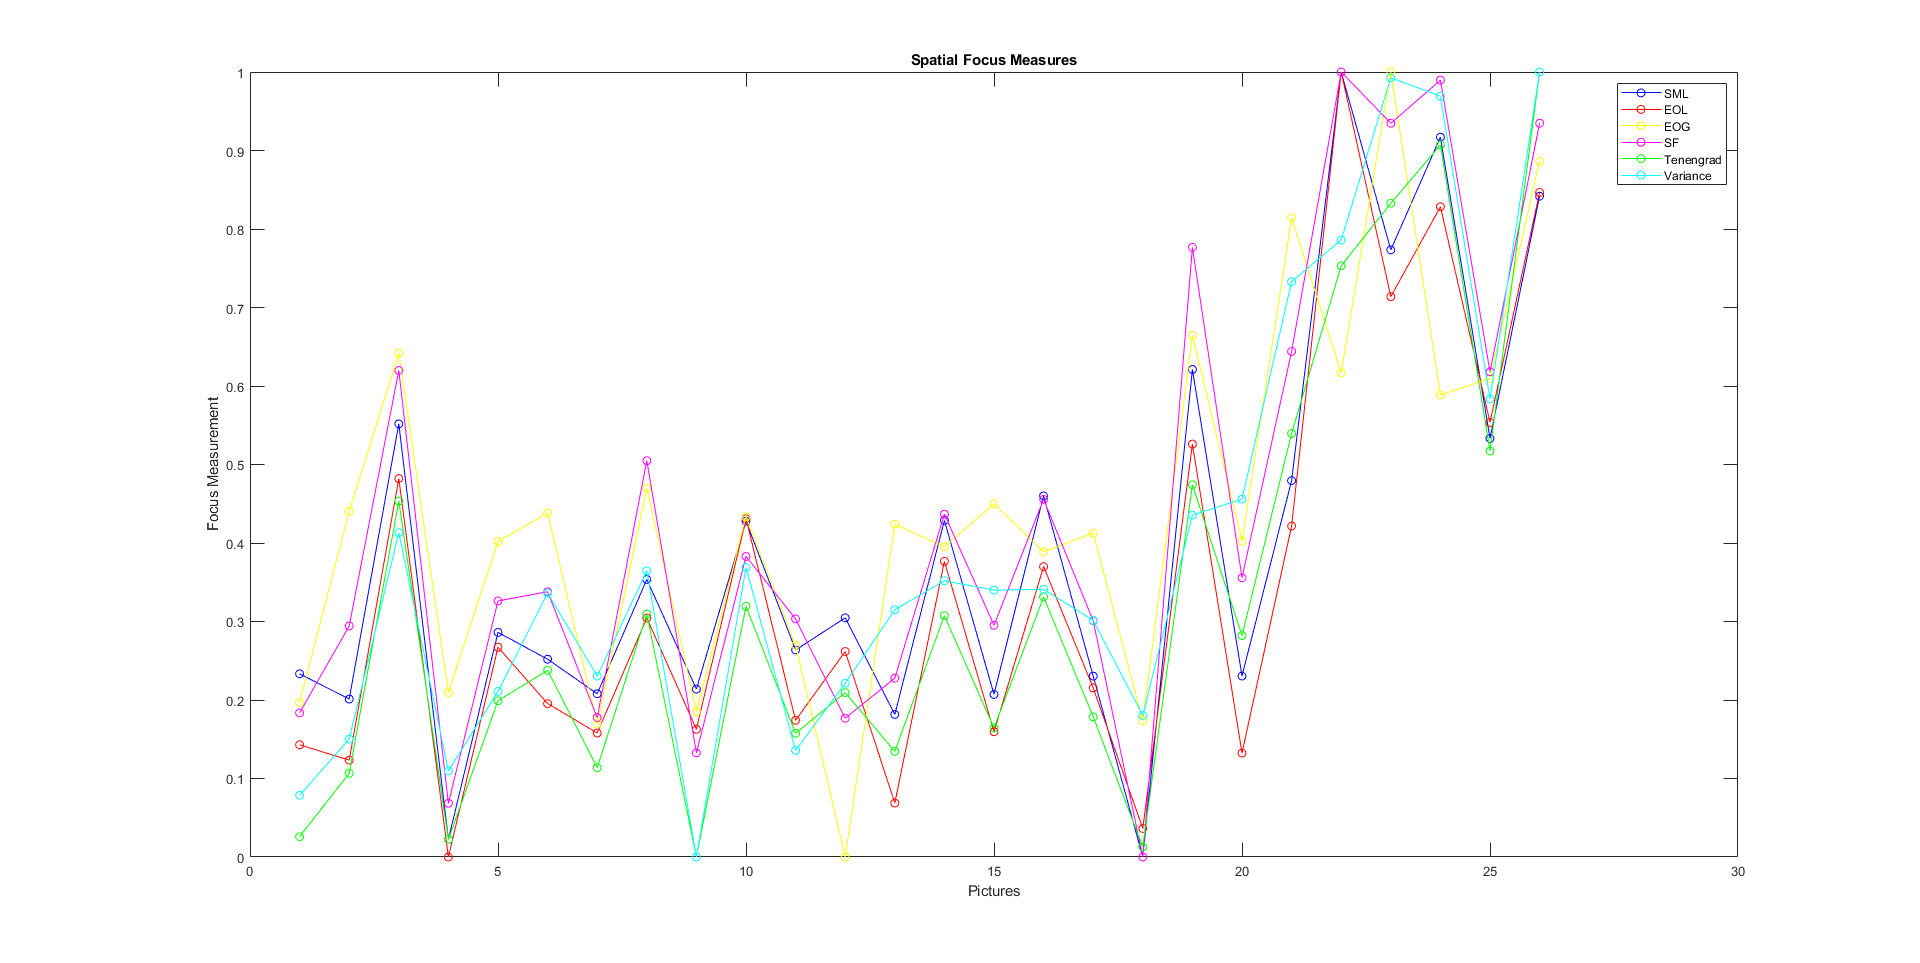 Spatial Focus Measures
1
0.9
0.8
0.7
0.6
0.5
0.4
0.3
0.2
0.1
0
Focus Measurement
0
5
10
15
20
25
30
Pictures
SML
EOL
EOG
SF
Tenengrad
Variance